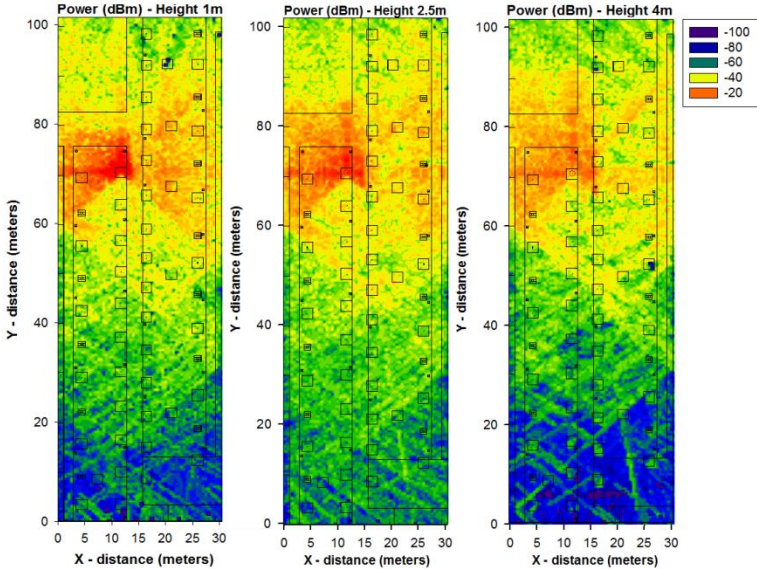 Power (dBm) - Height 1m
Power (dBm) - Height 2.5m
Power (dBm) - Height 4m
-100
-80
-60
-40
-20
100
80
60
40
20
0
100
80
60
40
20
0
100
80
60
40
20
0
Y - distance (meters)
Y - distance (meters)
Y - distance (meters)
0 5 10 15 20 25 30
0 5 10 15 20 25 30
0 5 10 15 20 25 30
X - distance (meters)
X - distance (meters)
X - distance (meters)